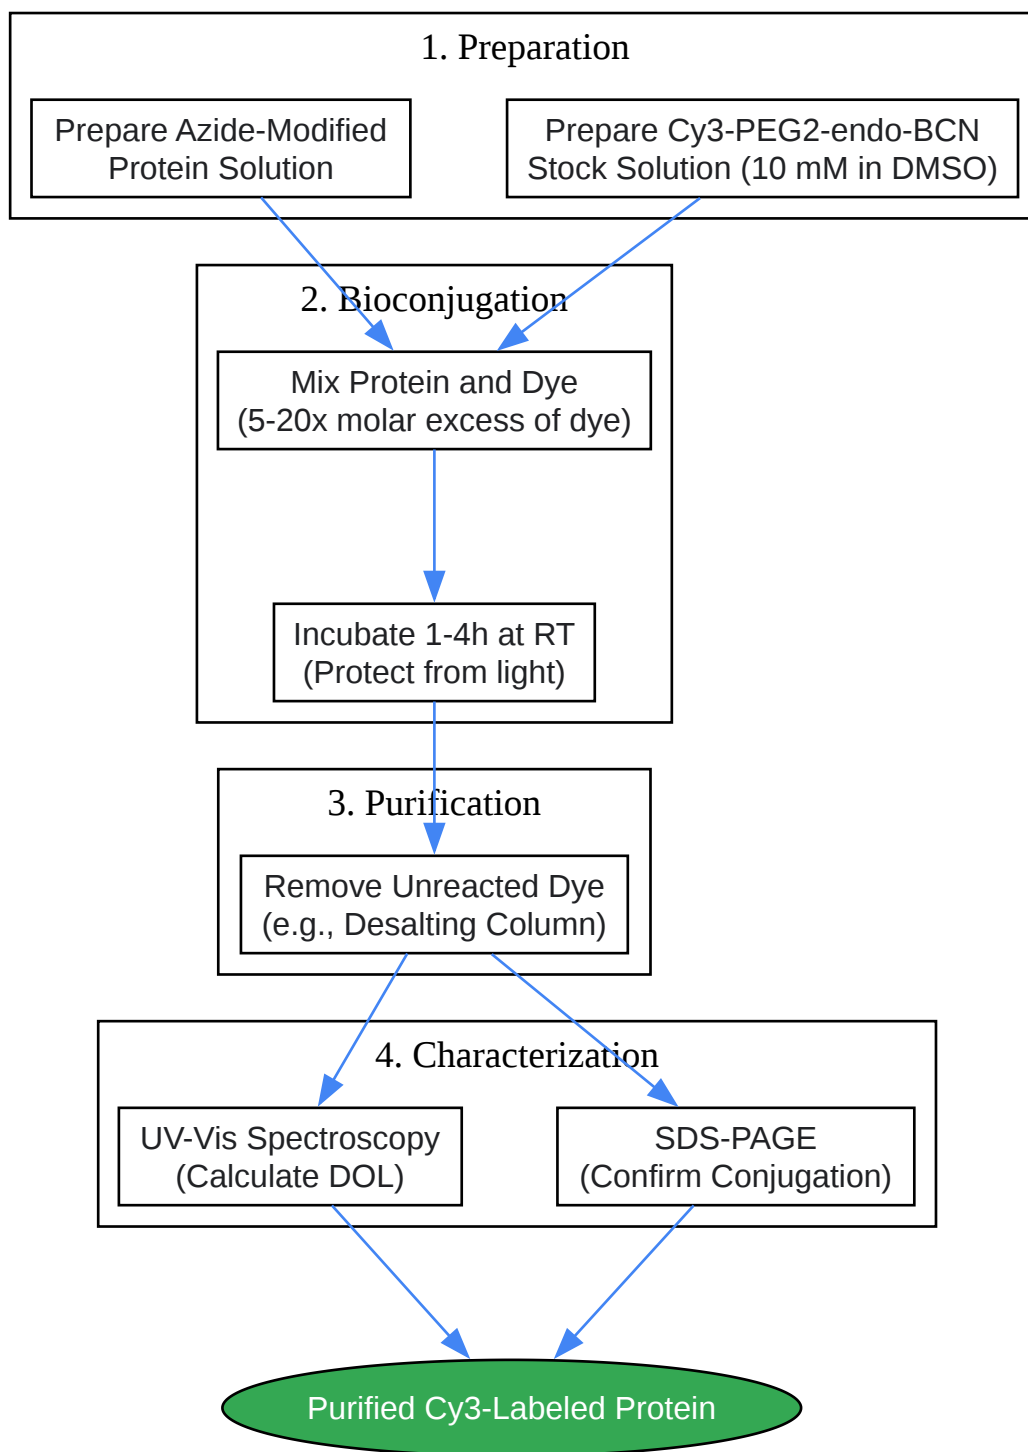 1. Preparation
Prepare Azide-Modified
Protein Solution
Prepare Cy3-PEG2-endo-BCN
Stock Solution (10 mM in DMSO)
2. Bioconjugation
Mix Protein and Dye
(5-20x molar excess of dye)
Incubate 1-4h at RT
(Protect from light)
3. Purification
Remove Unreacted Dye
(e.g., Desalting Column)
4. Characterization
UV-Vis Spectroscopy
(Calculate DOL)
SDS-PAGE
(Confirm Conjugation)
Purified Cy3-Labeled Protein